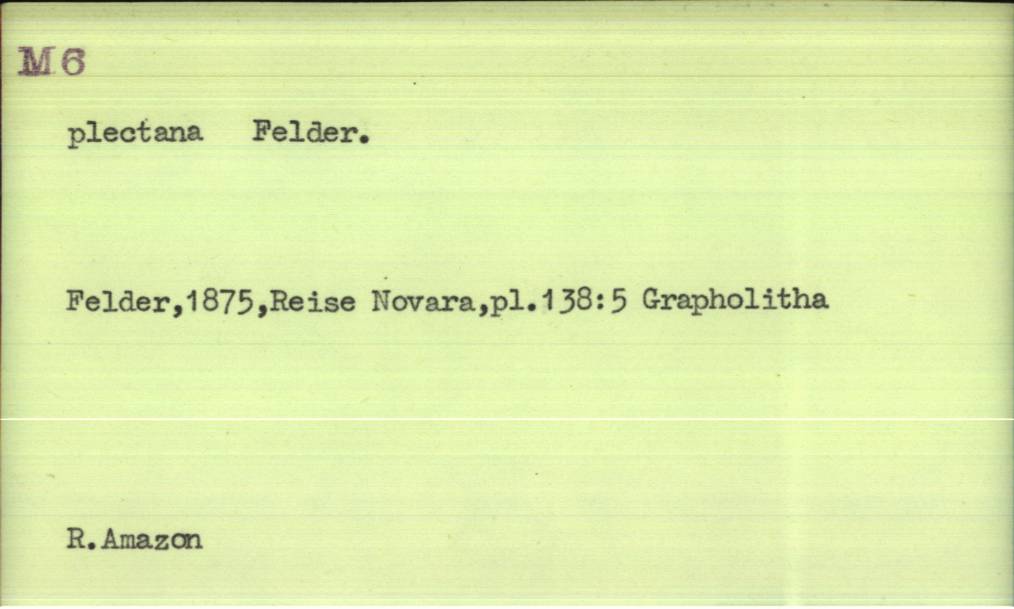 M6
plectana Felder.
Felder,1875,Reise Novara,pl.138:5 Grapholitha
R.Amazon